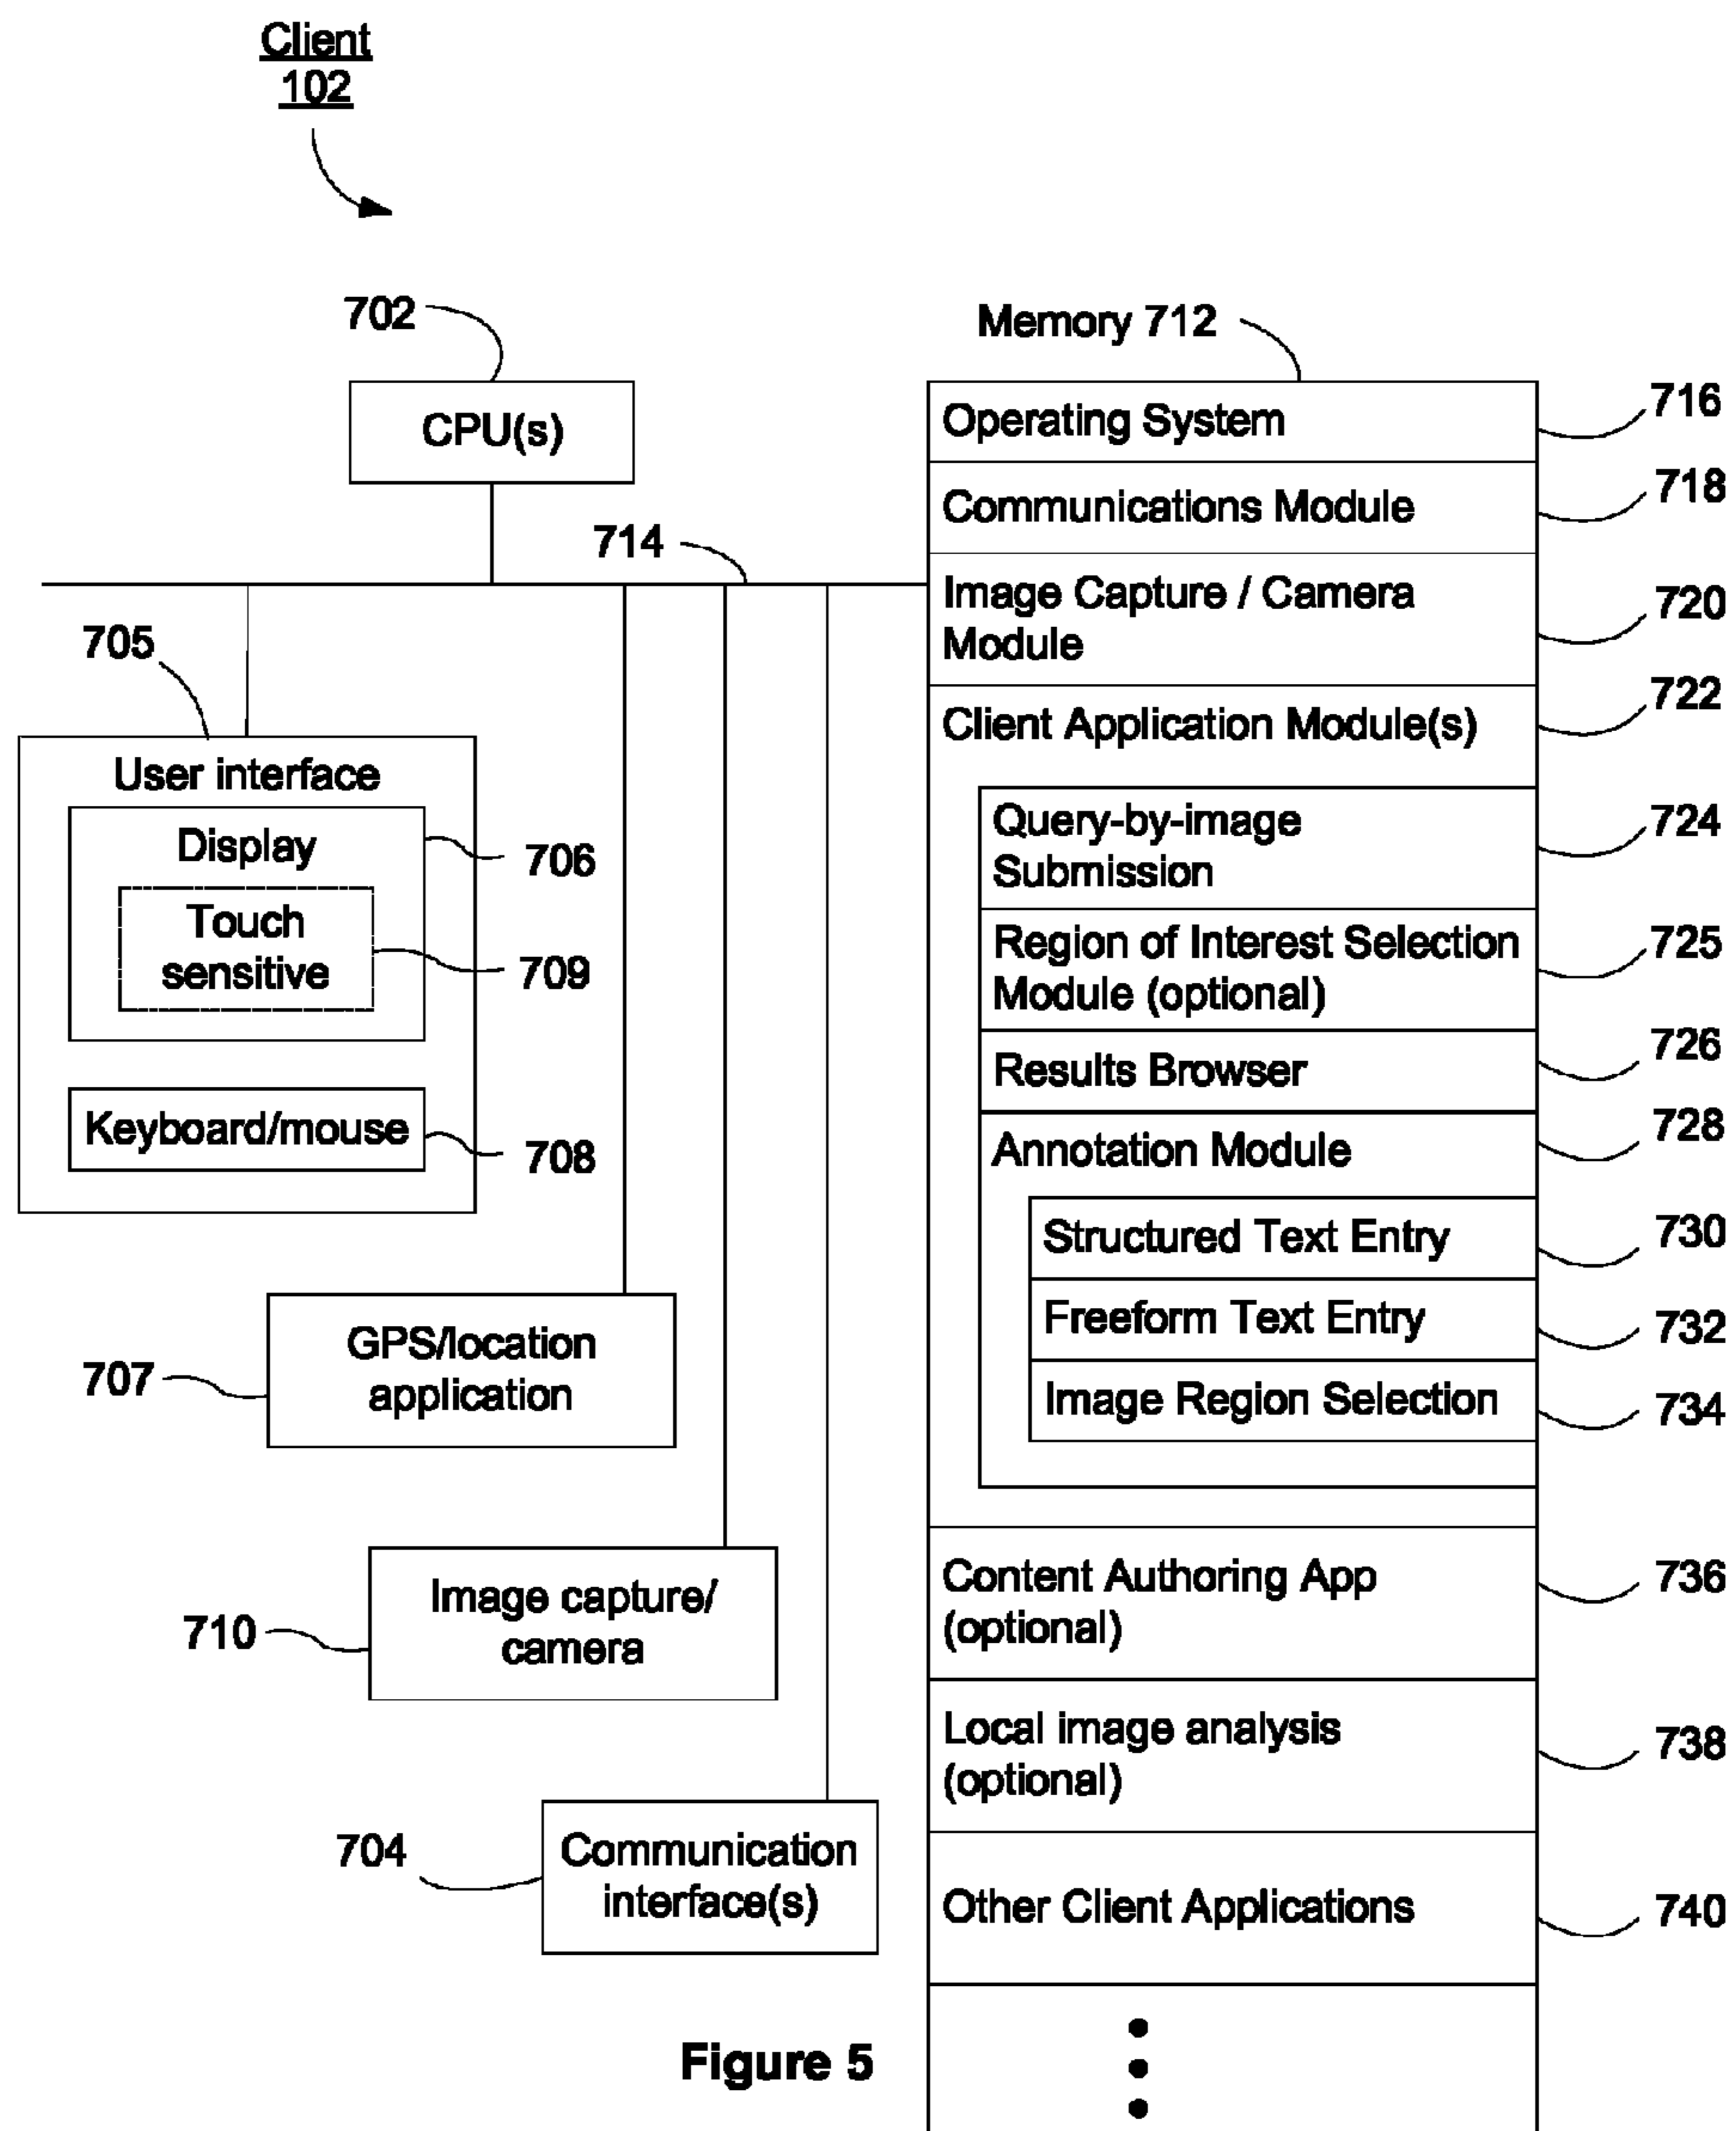 Client
102
702
CPU(s)
714
705
User interface
Display
706
Touch
sensitive
709
Keyboard/mouse
708
GPS/location
application
707
Image capture/
camera
710
Communication
interface(s)
704
Memory 712
Operating System
716
Communications Module
718
Image Capture / Camera
Module
720
Client Application Module(s)
722
Query-by-image
Submission
724
Region of Interest Selection
Module (optional)
725
Results Browser
726
Annotation Module
728
Structured Text Entry
730
Freeform Text Entry
732
Image Region Selection
734
Content Authoring App
(optional)
736
Local image analysis
(optional)
738
Other Client Applications
740
Figure 5